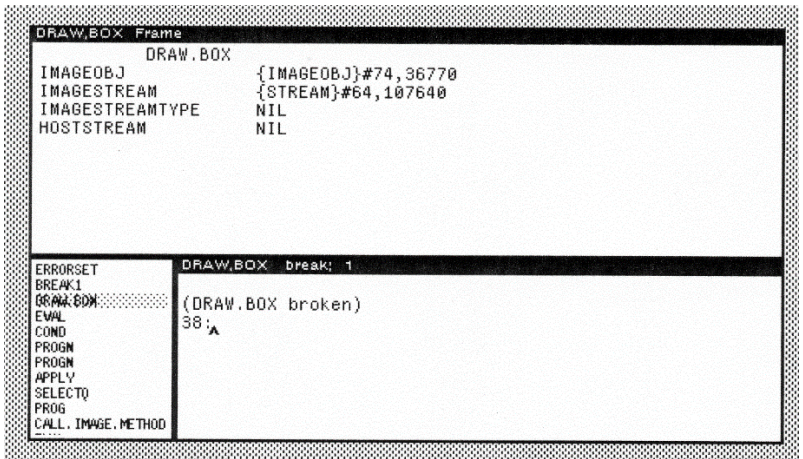 DRAW.BOX Frame
DRAW.BOX
IMAGEOBJ {IMAGEOBJ}#74,36770
IMAGESTREAM {STREAM}#64,107640
IMAGESTREAMTYPE NIL
HOSTSTREAM NIL
ERRORSET
BREAK1
DRAW.BOX
EVAL
COND
PROGN
PROGN
APPLY
SELECTQ
PROG
CALL.IMAGE.METHOD
DRAW.BOX break: 1
(DRAW.BOX broken)
38: